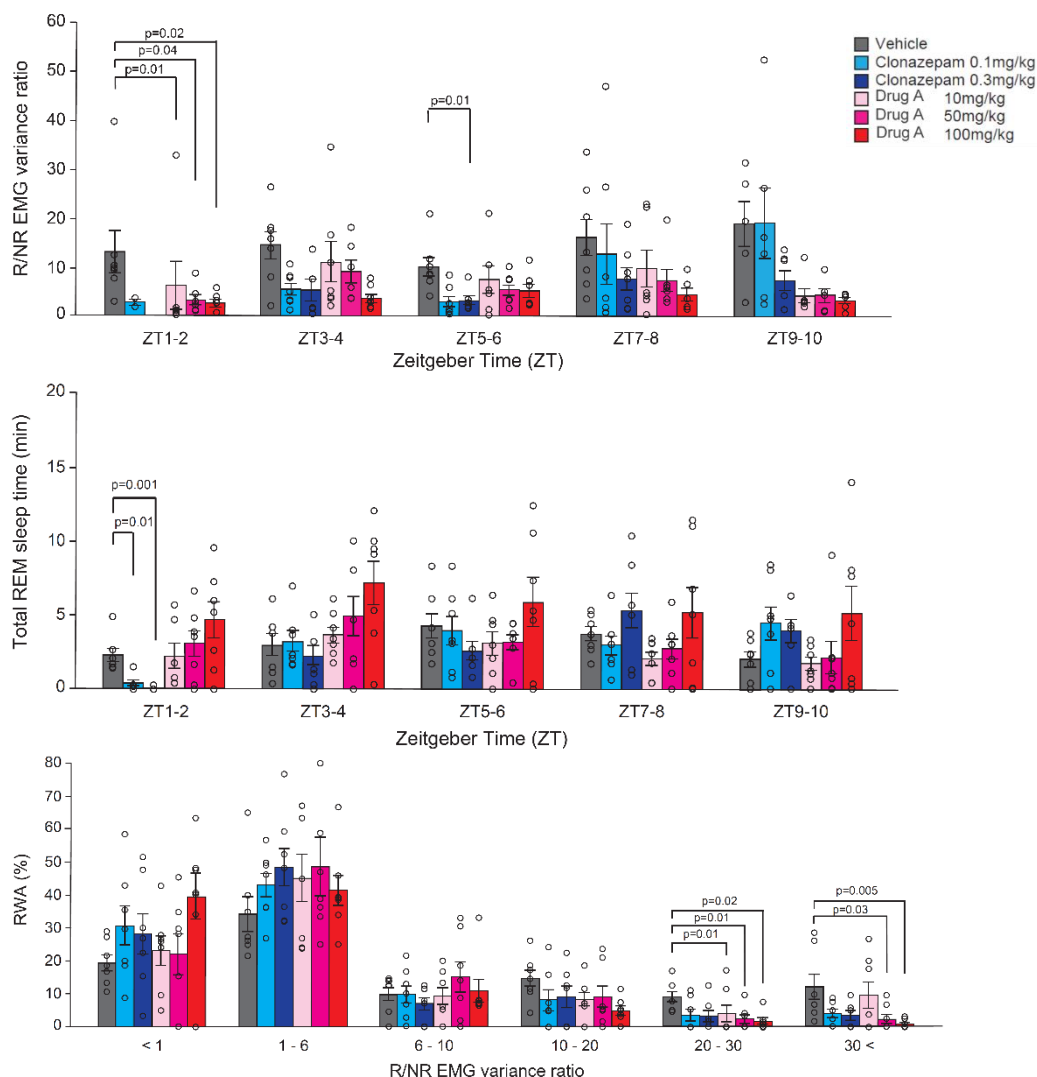 R/NR EMG variance ratio
60
50
40
30
20
10
0
p=0.02
p=0.04
p=0.01
p=0.01
Vehicle
Clonazepam 0.1mg/kg
Clonazepam 0.3mg/kg
Drug A 10mg/kg
Drug A 50mg/kg
Drug A 100mg/kg
ZT1-2 ZT3-4 ZT5-6 ZT7-8 ZT9-10
Zeitgeber Time (ZT)
Total REM sleep time (min)
20
15
10
5
0
p=0.001
p=0.01
ZT1-2 ZT3-4 ZT5-6 ZT7-8 ZT9-10
Zeitgeber Time (ZT)
RWA (%)
80
70
60
50
40
30
20
10
0
p=0.02
p=0.01
p=0.01
p=0.005
p=0.03
< 1 1 - 6 6 - 10 10 - 20 20 - 30 30 <
R/NR EMG variance ratio